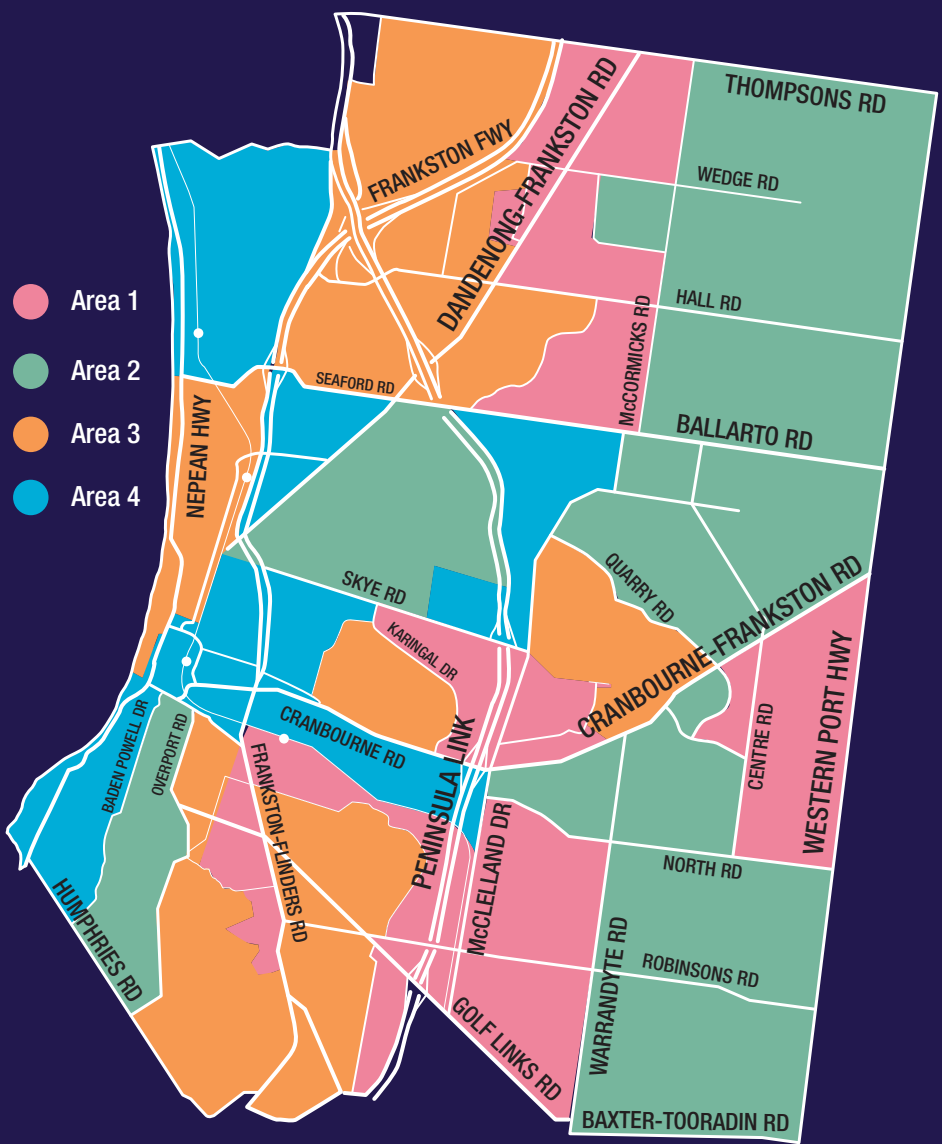 THOMPSONS RD
FRANKSTON FWY
DANDENONG-FRANKSTON RD
WEDGE RD
Area 1
HALL RD
McCORMICKS RD
Area 2
SEAFORD RD
Area 3
NEPEAN HWY
BALLARTO RD
Area 4
SKYE RD
QUARRY RD
KARINGAL DR
CRANBOURNE-FRANKSTON RD
WESTERN PORT HWY
CRANBOURNE RD
BADEN POWELL DR
OVERPORT RD
CENTRE RD
PENINSULA LINK
FRANKSTON-FLINDERS RD
McCLELLAND DR
NORTH RD
HUMPHRIES RD
WARRANDYTE RD
ROBINSONS RD
GOLF LINKS RD
BAXTER-TOORADIN RD